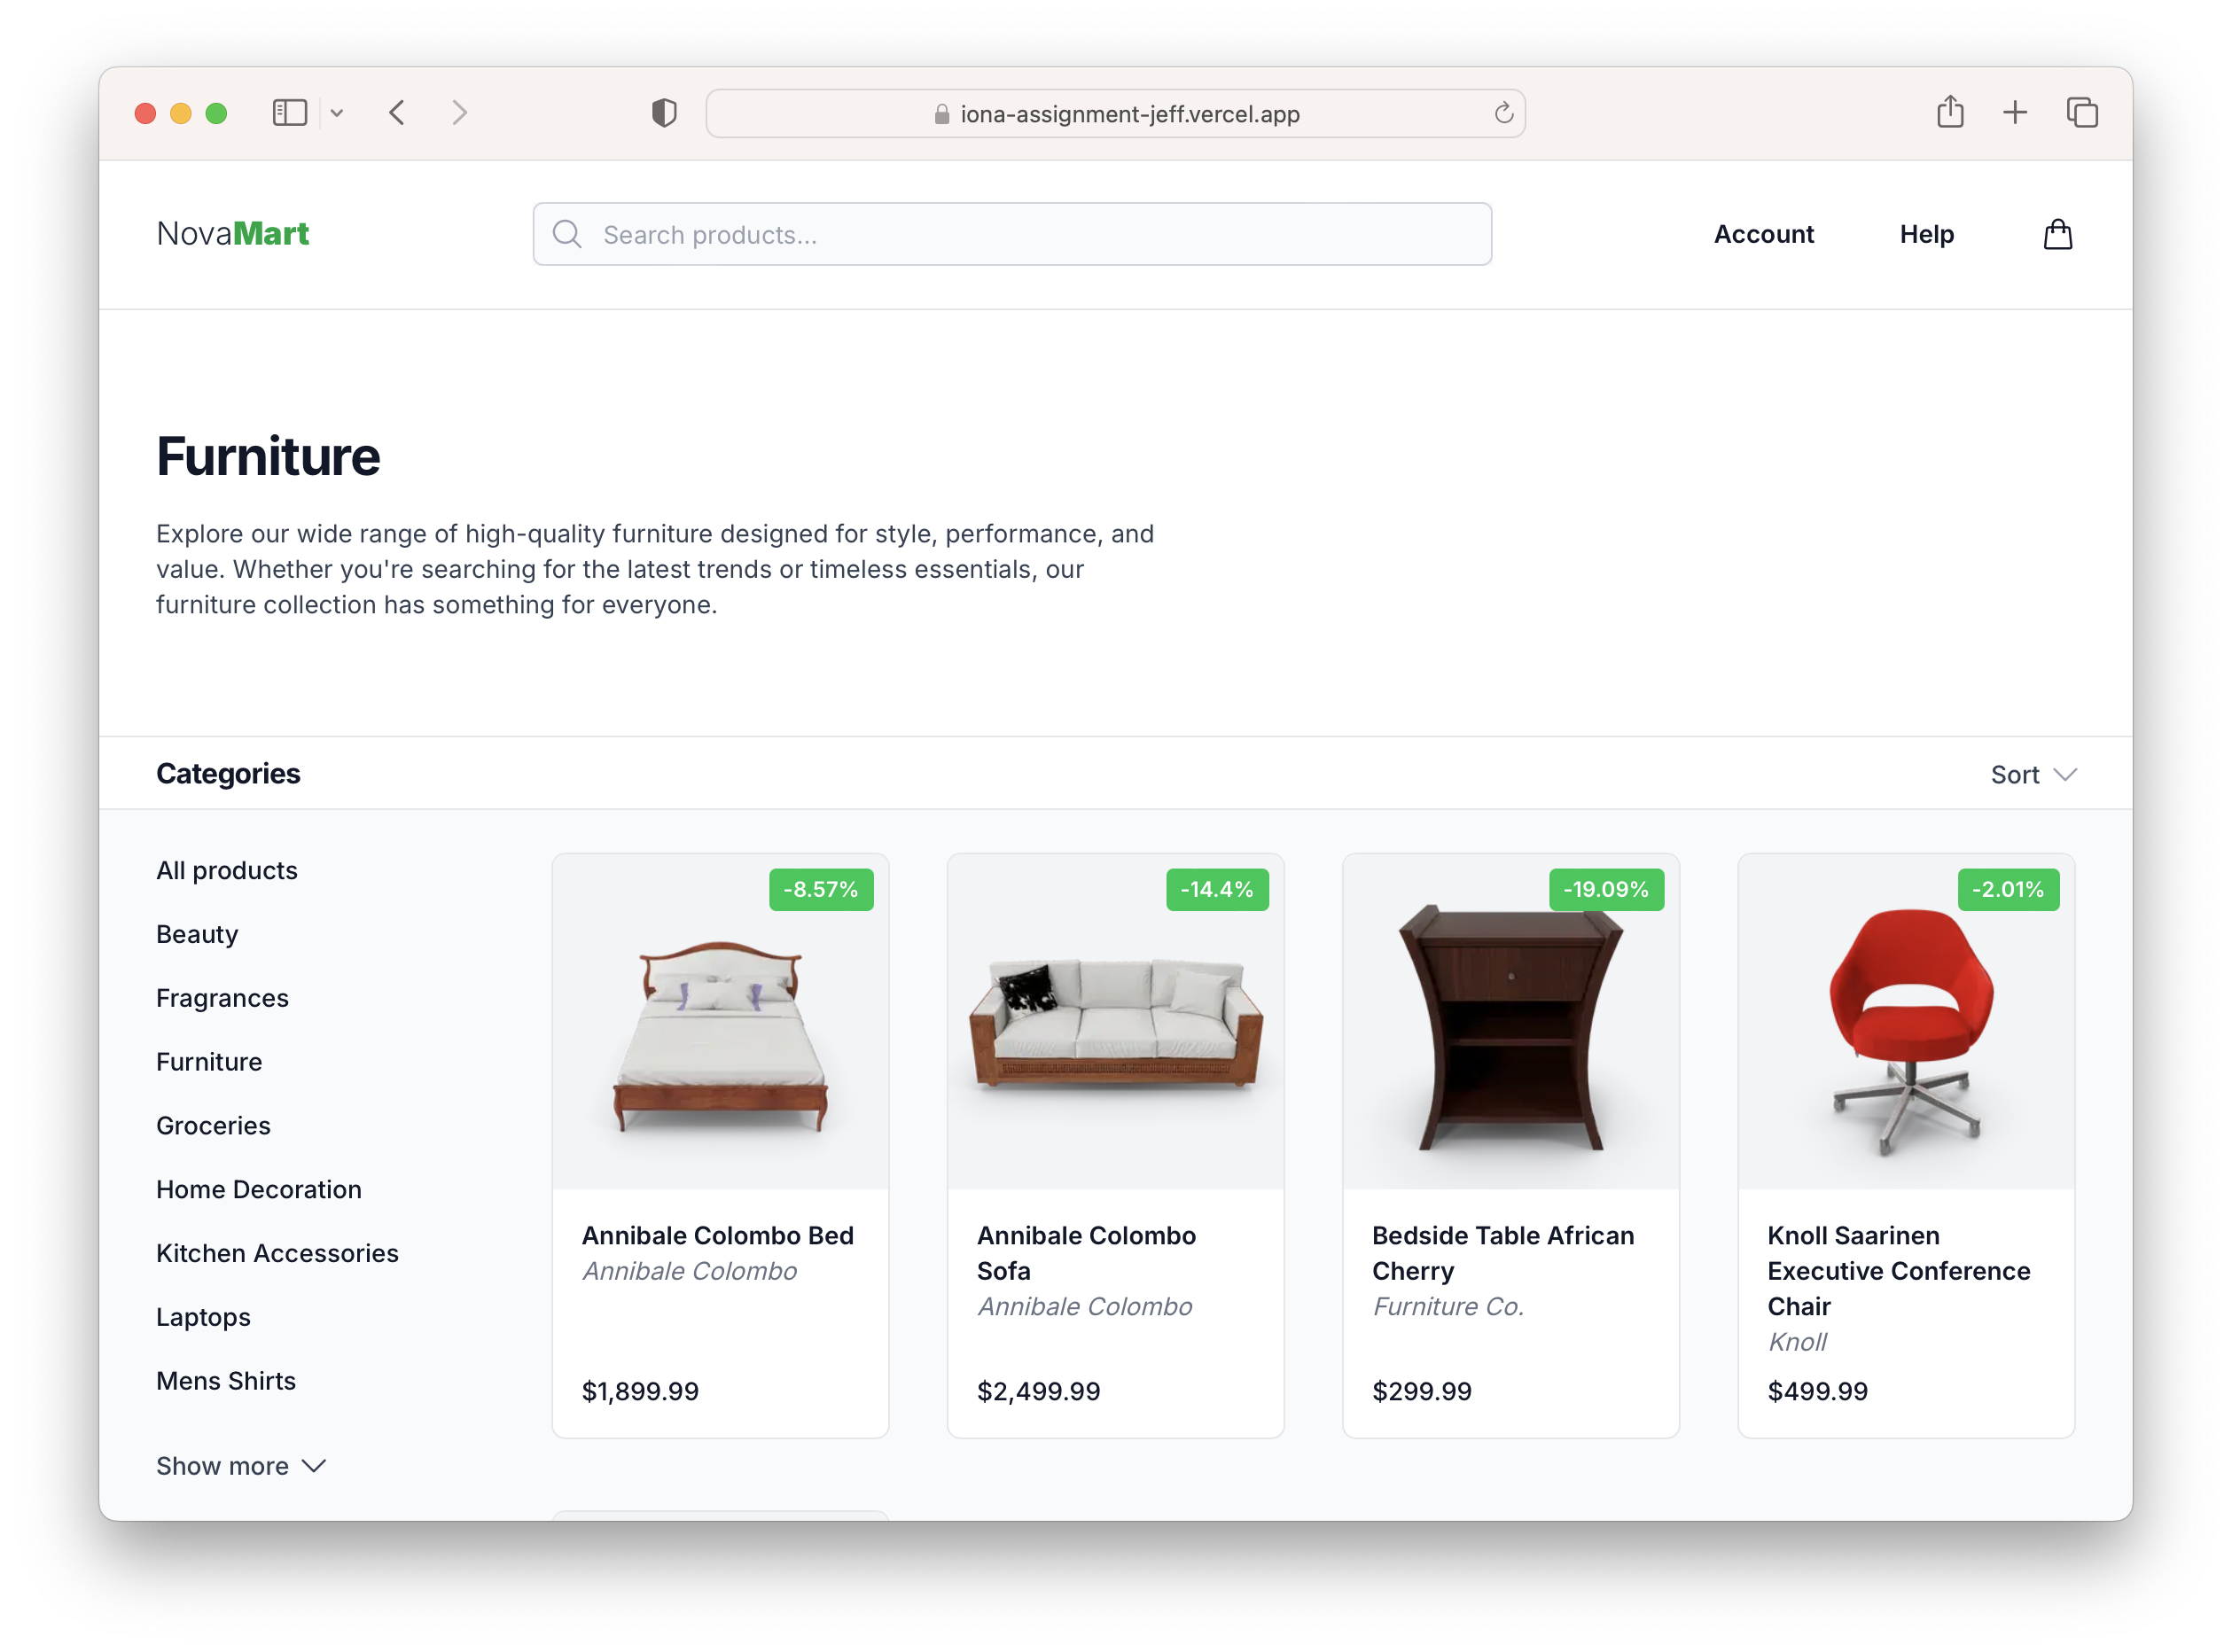 iona-assignment-jeff.vercel.app
NovaMart
Search products...
Account
Help
Furniture
Explore our wide range of high-quality furniture designed for style, performance, and
value. Whether you're searching for the latest trends or timeless essentials, our
furniture collection has something for everyone.
Categories
Sort
All products
Beauty
Fragrances
Furniture
Groceries
Home Decoration
Kitchen Accessories
Laptops
Mens Shirts
Show more
-8.57%
Annibale Colombo Bed
Annibale Colombo
$1,899.99
-14.4%
Annibale Colombo
Sofa
Annibale Colombo
$2,499.99
-19.09%
Bedside Table African
Cherry
Furniture Co.
$299.99
-2.01%
Knoll Saarinen
Executive Conference
Chair
Knoll
$499.99